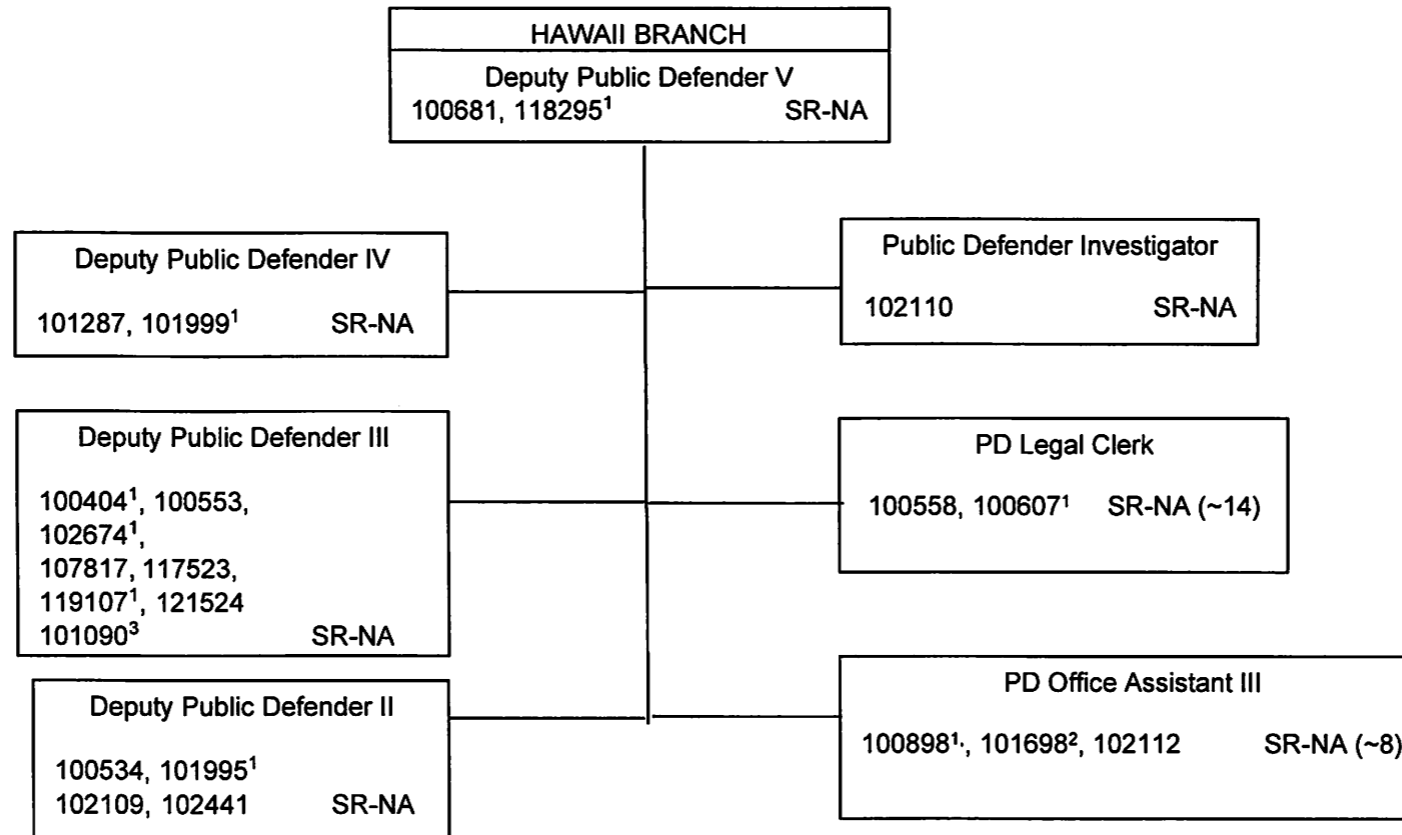 HAWAII BRANCH
Deputy Public Defender V
100681, 118295¹ SR-NA
Deputy Public Defender IV
101287, 101999¹ SR-NA
Public Defender Investigator
102110 SR-NA
Deputy Public Defender III
100404¹, 100553,
102674¹,
107817, 117523,
119107¹, 121524
101090³ SR-NA
PD Legal Clerk
100558, 100607¹ SR-NA (~14)
Deputy Public Defender II
100534, 101995¹
102109, 102441 SR-NA
PD Office Assistant III
100898¹·, 101698², 102112 SR-NA (~8)